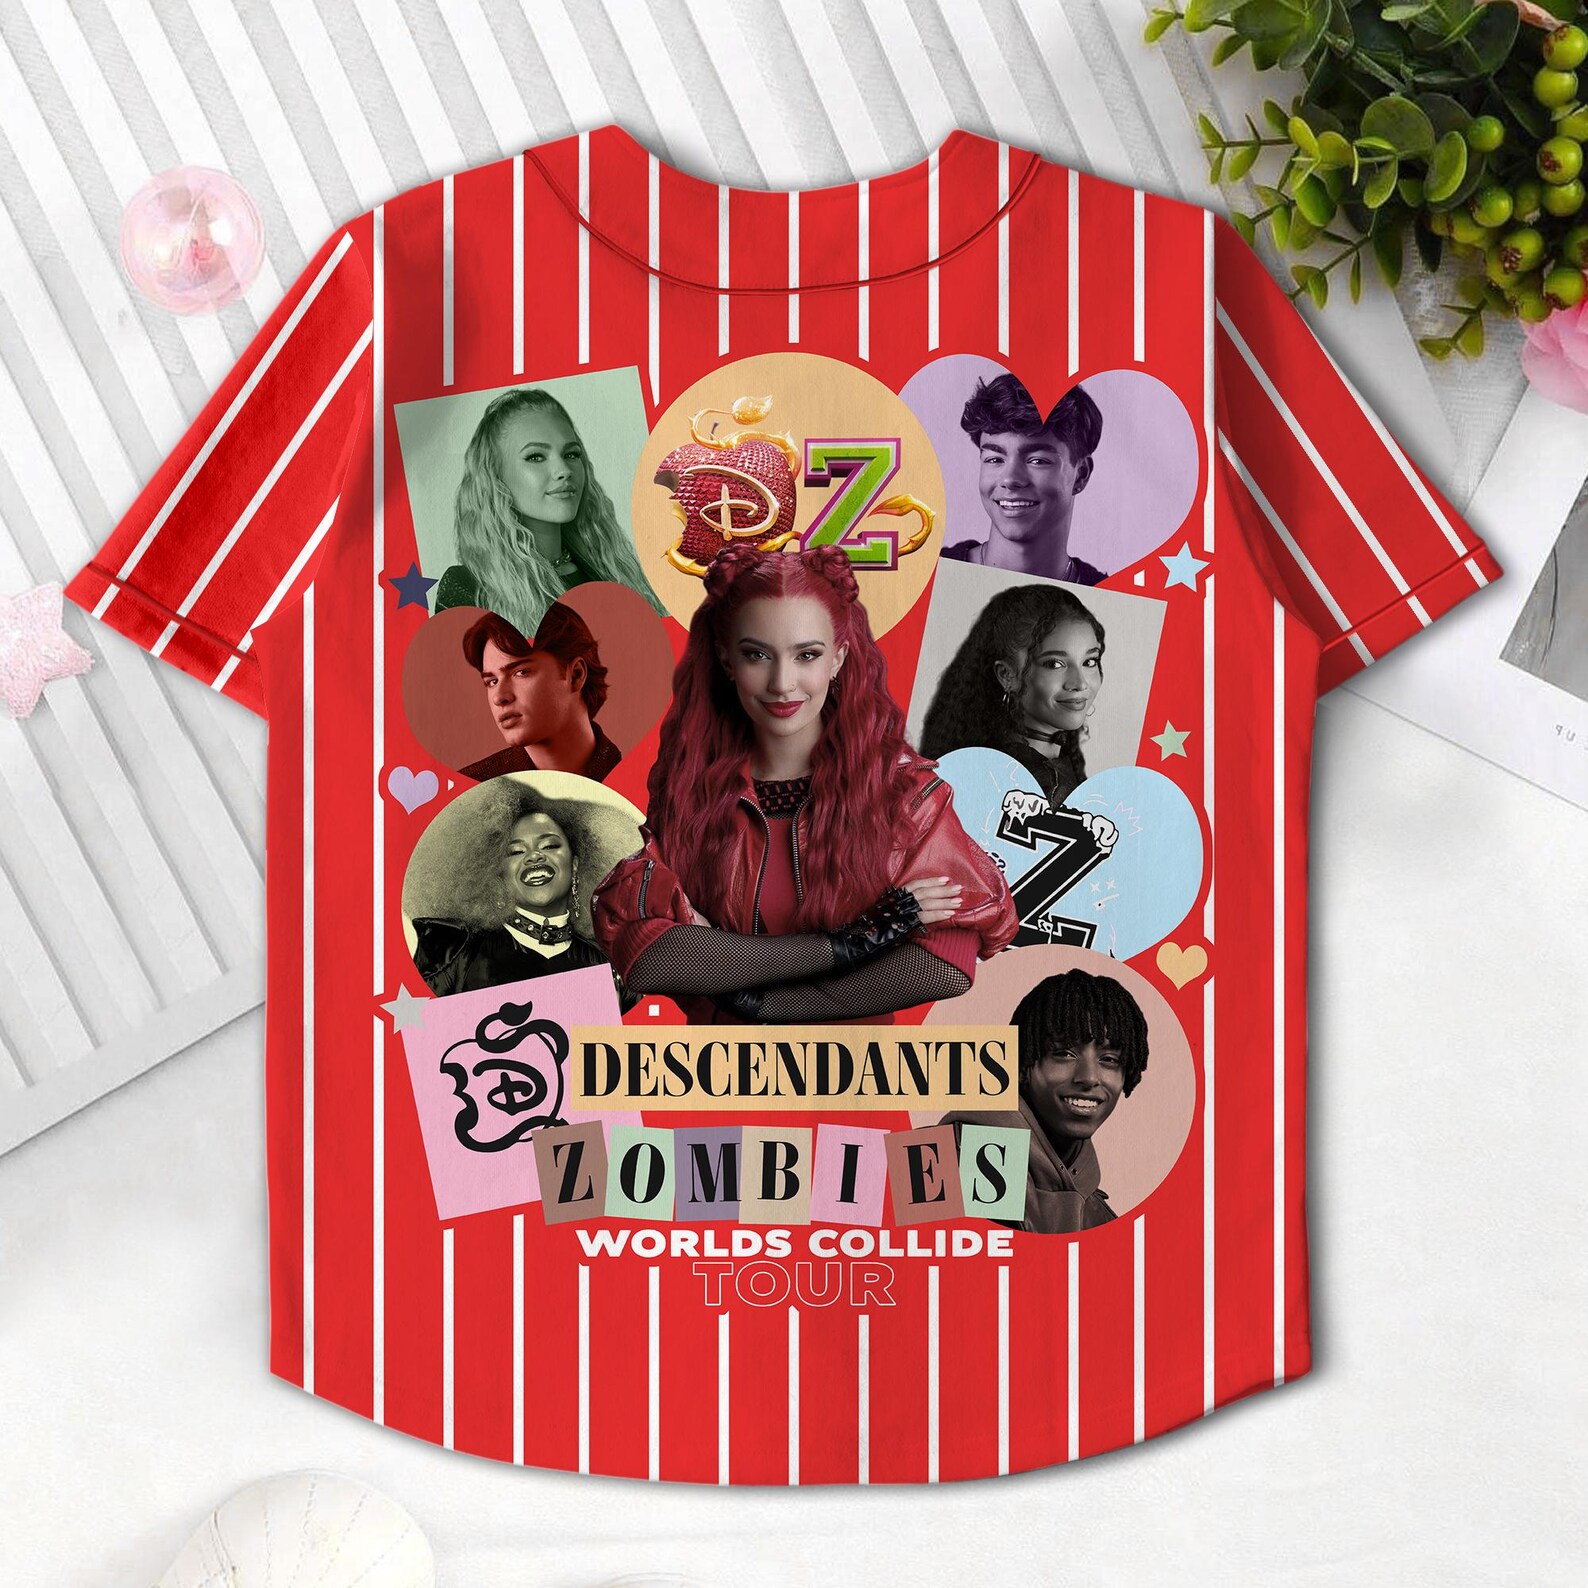 D Z
Z
D DESCENDANTS
ZOMBIES
WORLDS COLLIDE
TOUR